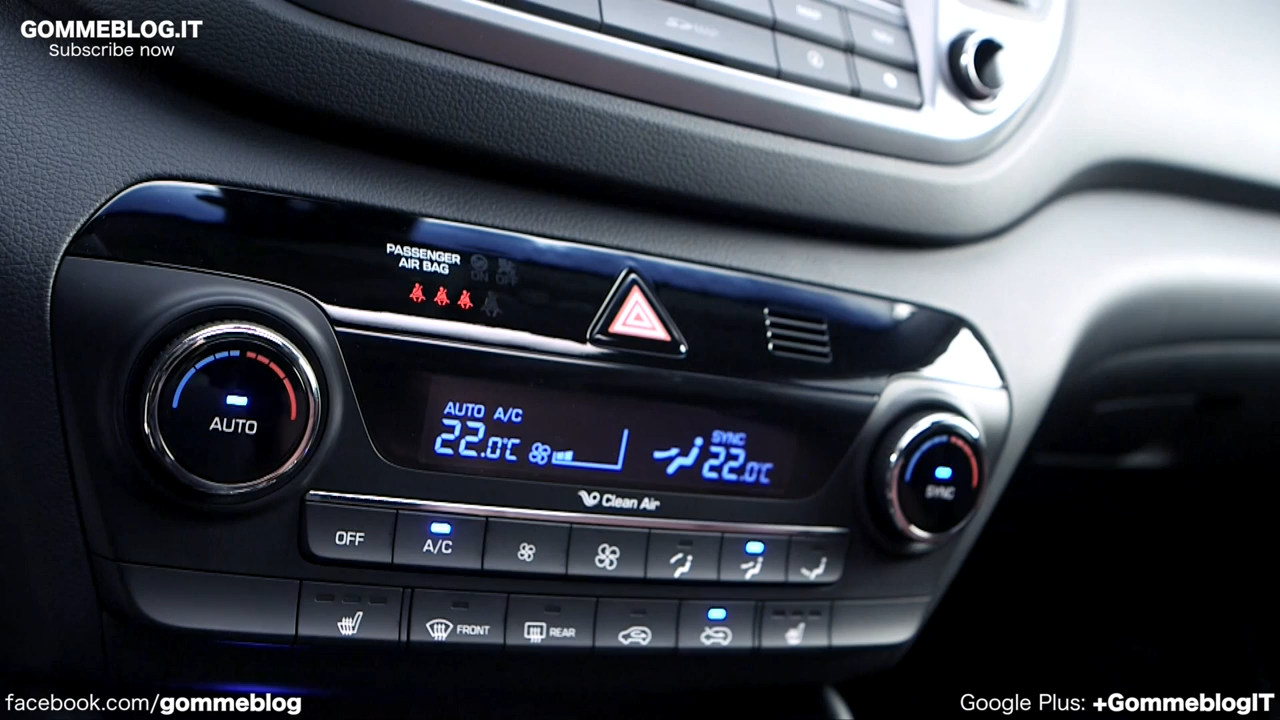 GOMMEBLOG.IT
Subscribe now
PASSENGER
AIR BAG
AUTO
AUTO A/C
22.0°C
SYNC
22.0°C
SYNC
Clean Air
OFF
A/C
FRONT
REAR
facebook.com/gommeblog
Google Plus: +GommeblogIT